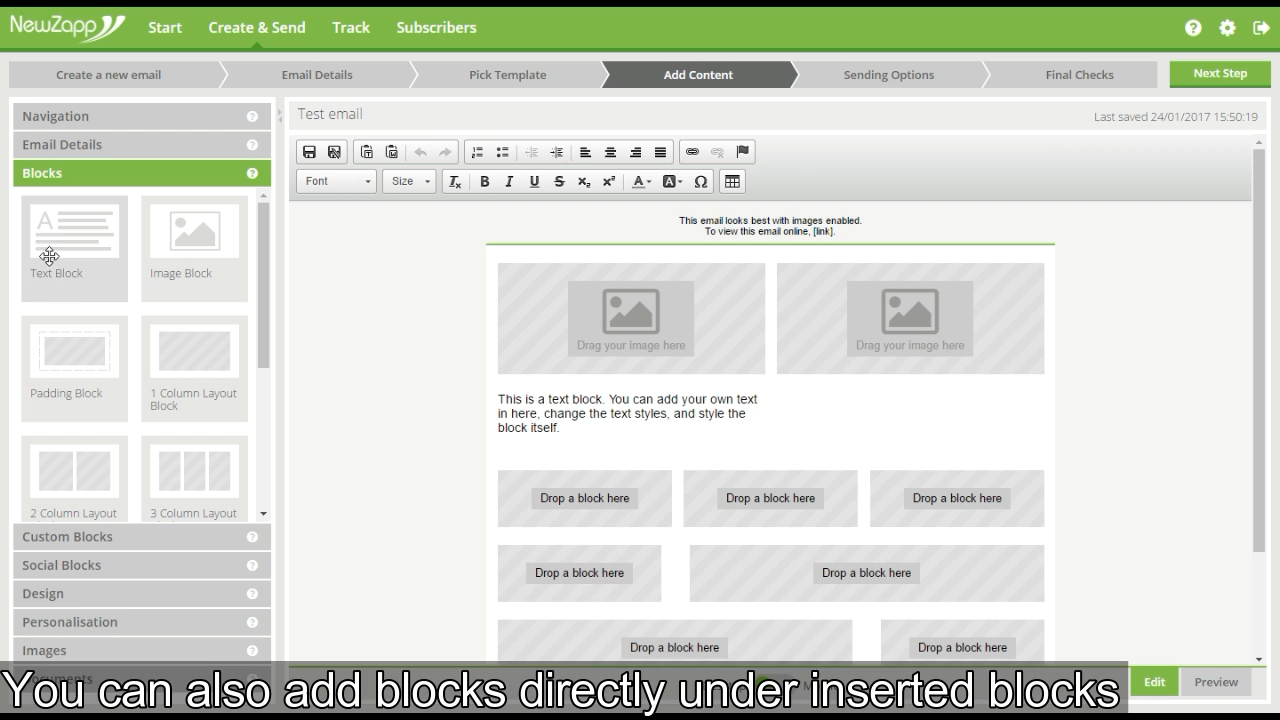 NewZapp
Start
Create & Send
Track
Subscribers
Create a new email
Email Details
Pick Template
Add Content
Sending Options
Final Checks
Next Step
Navigation
Email Details
Blocks
A
Text Block
Image Block
Padding Block
1 Column Layout
Block
2 Column Layout
3 Column Layout
Custom Blocks
Social Blocks
Design
Personalisation
Images
Test email
Last saved 24/01/2017 15:50:19
Font
Size
This email looks best with images enabled.
To view this email online, [link].
Drag your image here
Drag your image here
This is a text block. You can add your own text
in here, change the text styles, and style the
block itself.
Drop a block here
Drop a block here
Drop a block here
Drop a block here
Drop a block here
Drop a block here
Drop a block here
Edit
Preview
You can also add blocks directly under inserted blocks